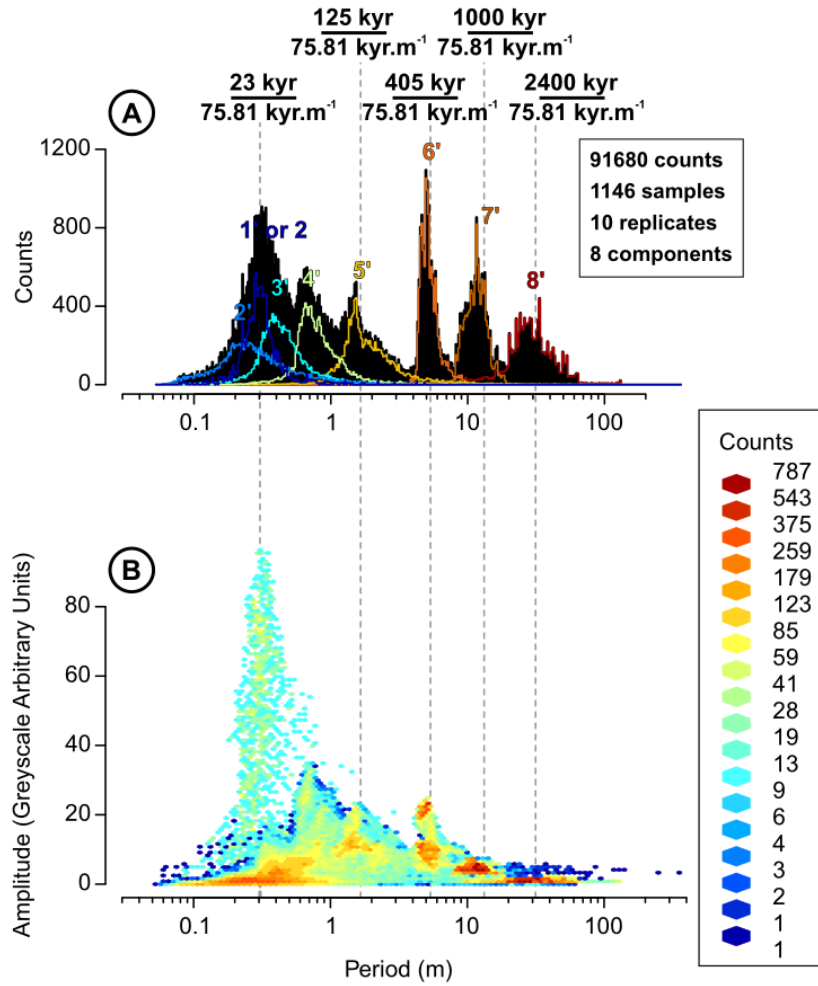 125 kyr
75.81 kyr.m⁻¹
1000 kyr
75.81 kyr.m⁻¹
23 kyr
75.81 kyr.m⁻¹
405 kyr
75.81 kyr.m⁻¹
2400 kyr
75.81 kyr.m⁻¹
A
91680 counts
1146 samples
10 replicates
8 components
Counts
1200
800
400
0
1' or 2
2'
3'
4'
5'
6'
7'
8'
0.1 1 10 100
B
Amplitude (Greyscale Arbitrary Units)
80
60
40
20
0
0.1 1 10 100
Period (m)
Counts
787
543
375
259
179
123
85
59
41
28
19
13
9
6
4
3
2
1
1